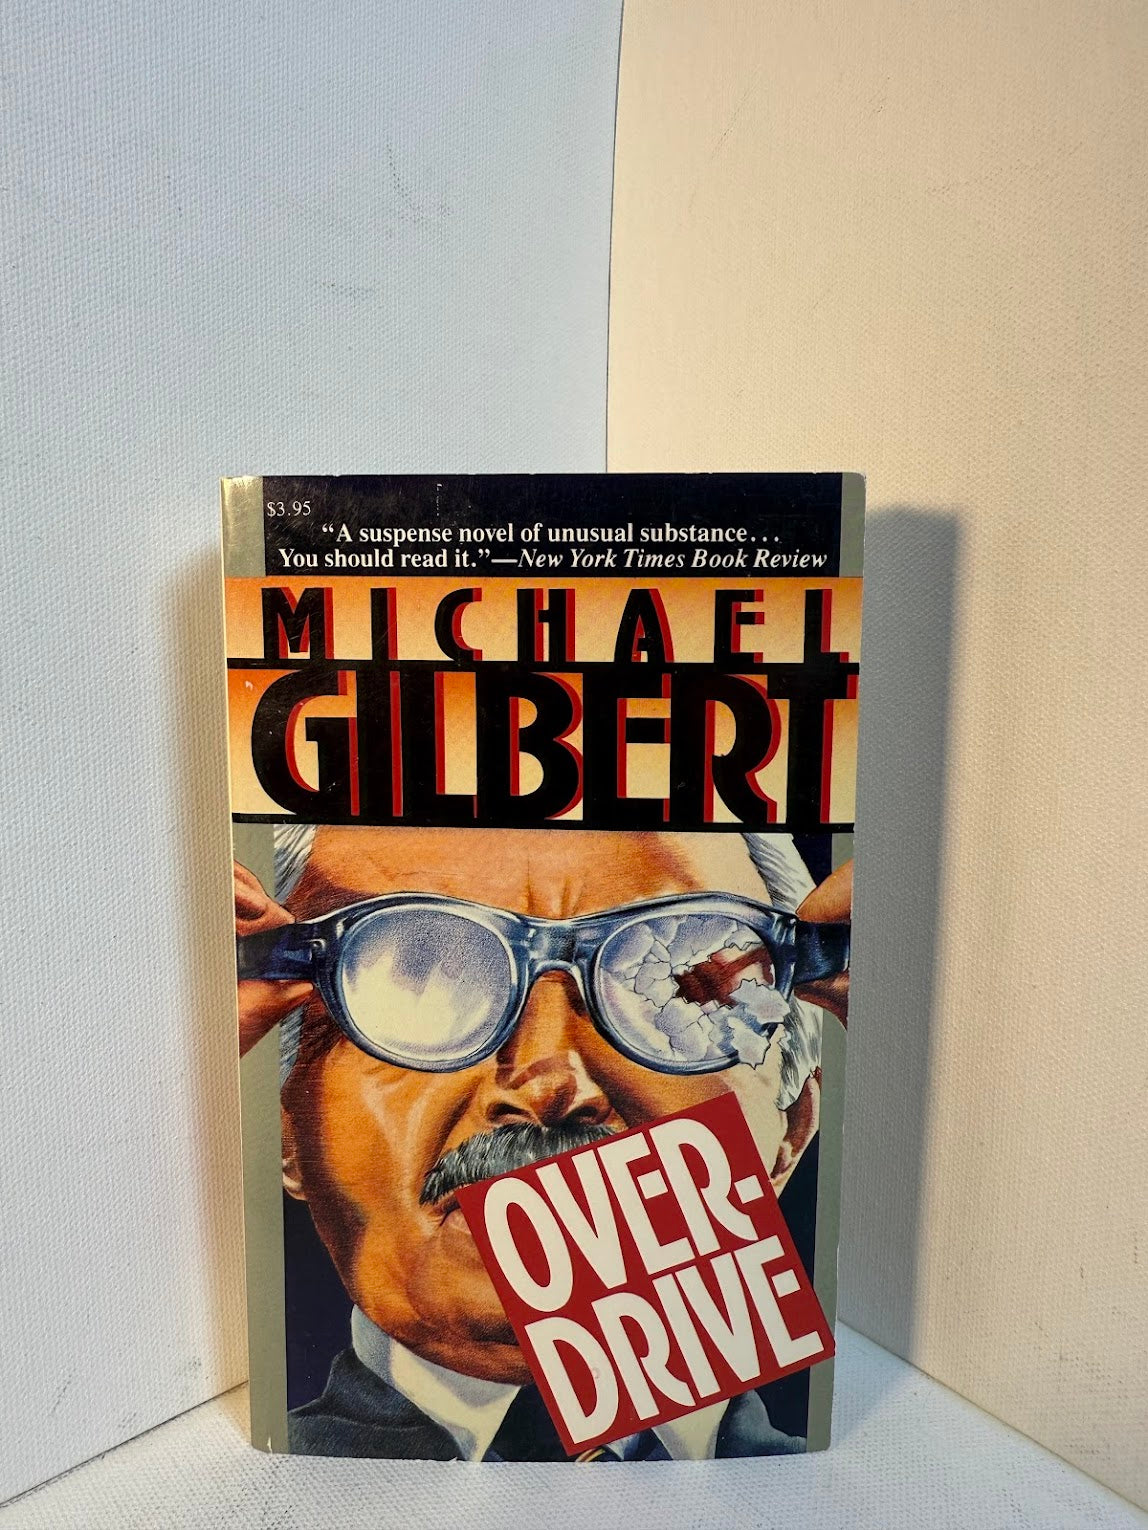 $3.95
“A suspense novel of unusual substance...
You should read it.”—New York Times Book Review
MICHAEL
GILBERT
OVER-
DRIVE